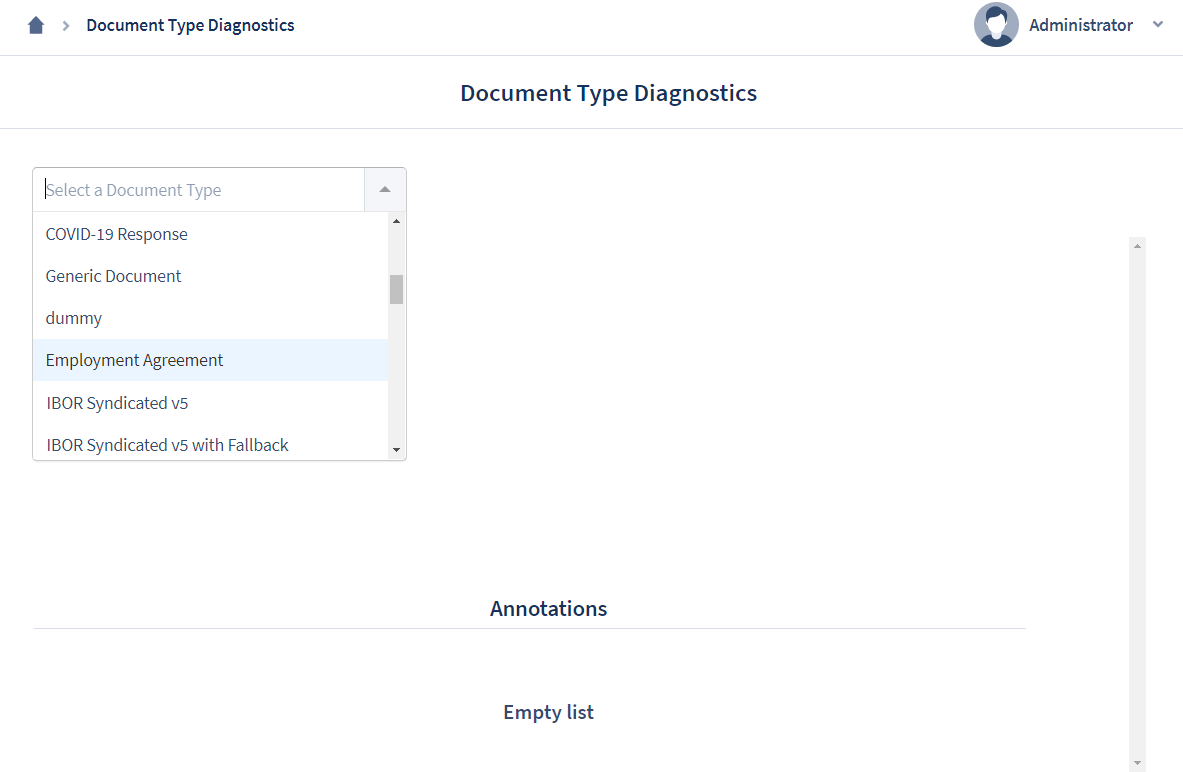 Document Type Diagnostics
Administrator
Document Type Diagnostics
Select a Document Type
COVID-19 Response
Generic Document
dummy
Employment Agreement
IBOR Syndicated v5
IBOR Syndicated v5 with Fallback
Annotations
Empty list